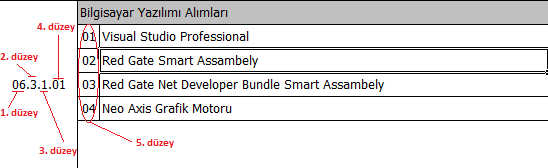 Bilgisayar Yazılımı Alımları
4. düzey
01 Visual Studio Professional
2. düzey
02 Red Gate Smart Assambely
06.3.1.01
03 Red Gate Net Developer Bundle Smart Assambely
1. düzey
04 Neo Axis Grafik Motoru
3. düzey
5. düzey